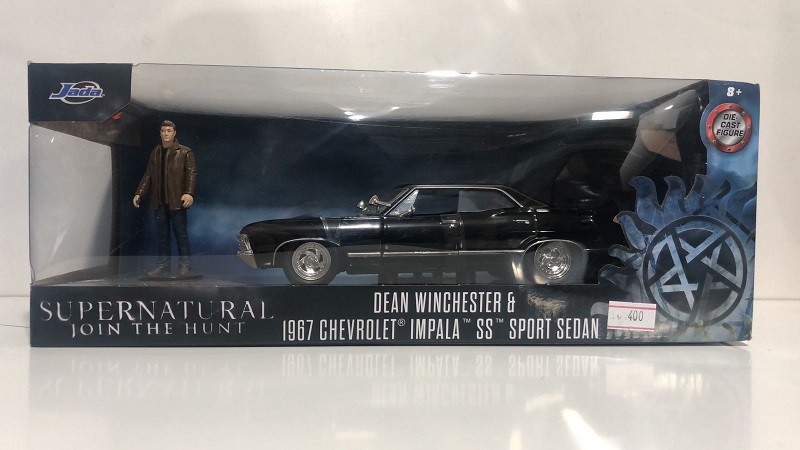 Jada
8+
DIE
CAST
FIGURE
SUPERNATURAL
JOIN THE HUNT
DEAN WINCHESTER &
1967 CHEVROLET® IMPALA™ SS™ SPORT SEDAN
400